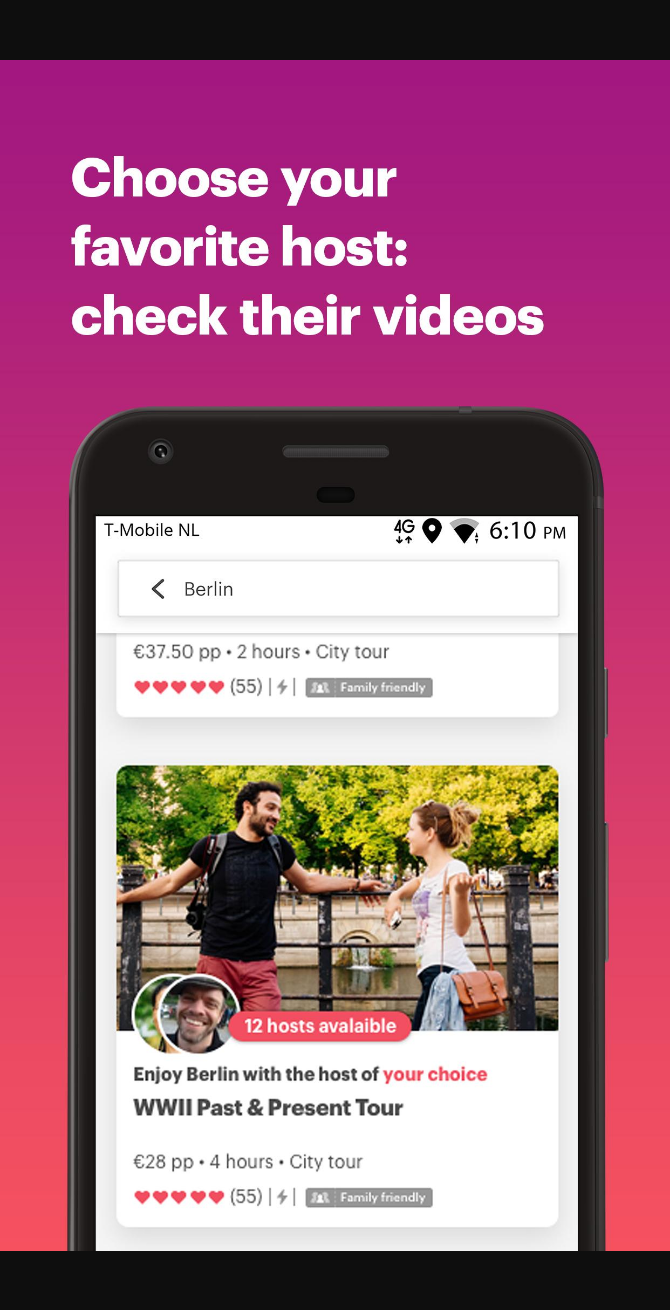 Choose your
favorite host:
check their videos
T-Mobile NL 4G 6:10 PM
Berlin
€37.50 pp • 2 hours • City tour
(55) | | Family friendly
12 hosts avalaible
Enjoy Berlin with the host of your choice
WWII Past & Present Tour
€28 pp • 4 hours • City tour
(55) | | Family friendly